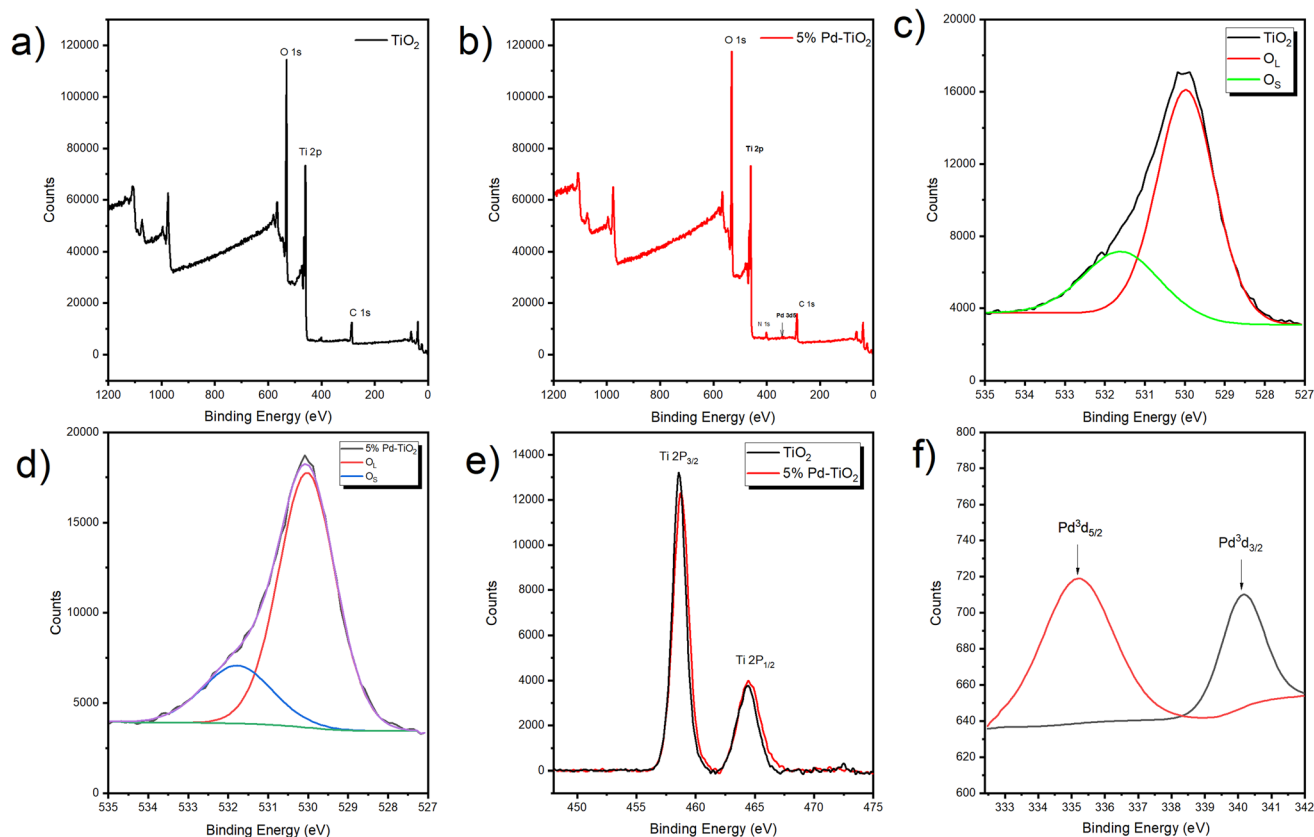 a)
TiO₂
O 1s
Ti 2p
C 1s
120000
100000
80000
60000
40000
20000
0
Counts
1200 1000 800 600 400 200 0
Binding Energy (eV)
b)
5% Pd-TiO₂
O 1s
Ti 2p
N 1s
Pd 3d5
C 1s
120000
100000
80000
60000
40000
20000
0
Counts
1200 1000 800 600 400 200 0
Binding Energy (eV)
c)
TiO₂
O_L
O_S
20000
16000
12000
8000
4000
0
Counts
535 534 533 532 531 530 529 528 527
Binding Energy (eV)
d)
5% Pd-TiO₂
O_L
O_S
20000
15000
10000
5000
0
Counts
535 534 533 532 531 530 529 528 527
Binding Energy (eV)
e)
TiO₂
5% Pd-TiO₂
Ti 2P₃/₂
Ti 2P₁/₂
14000
12000
10000
8000
6000
4000
2000
0
Counts
450 455 460 465 470 475
Binding Energy (eV)
f)
Pd³d₅/₂
Pd³d₃/₂
800
780
760
740
720
700
680
660
640
620
600
Counts
333 334 335 336 337 338 339 340 341 342
Binding Energy (eV)